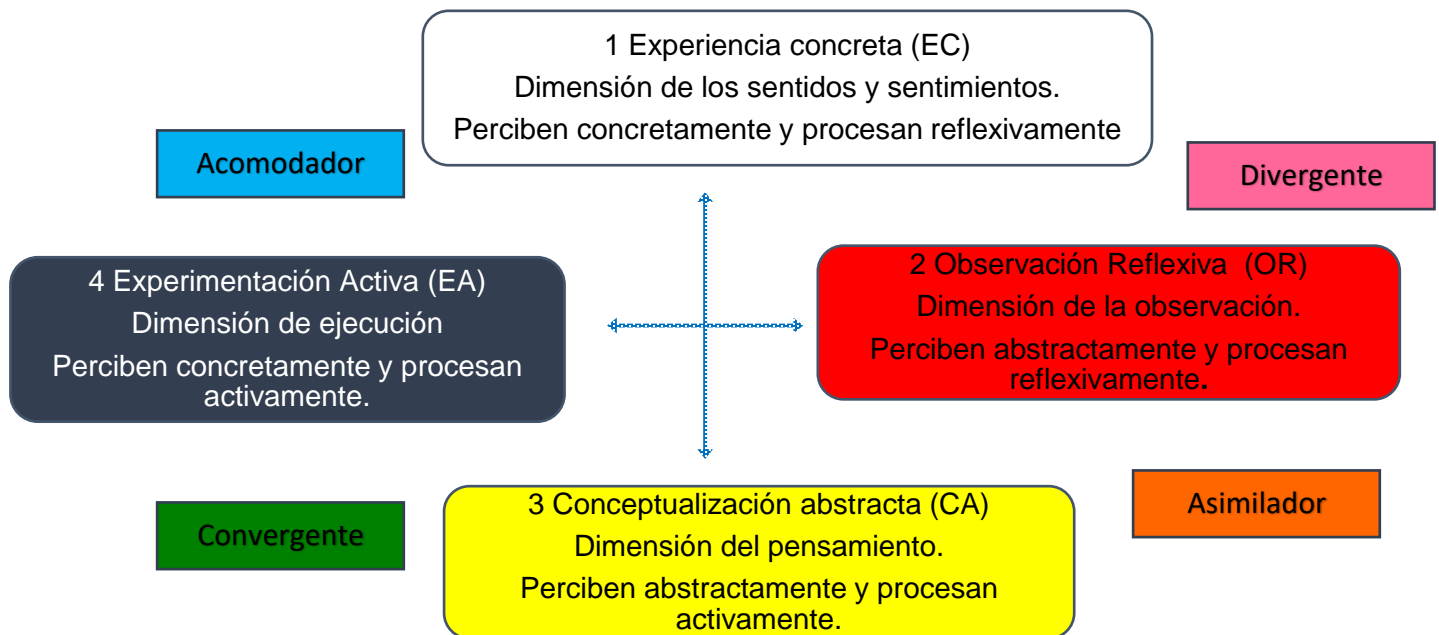 1 Experiencia concreta (EC)
Dimensión de los sentidos y sentimientos.
Perciben concretamente y procesan reflexivamente
Acomodador
Divergente
4 Experimentación Activa (EA)
Dimensión de ejecución
Perciben concretamente y procesan
activamente.
2 Observación Reflexiva (OR)
Dimensión de la observación.
Perciben abstractamente y procesan
reflexivamente.
Convergente
3 Conceptualización abstracta (CA)
Dimensión del pensamiento.
Perciben abstractamente y procesan
activamente.
Asimilador